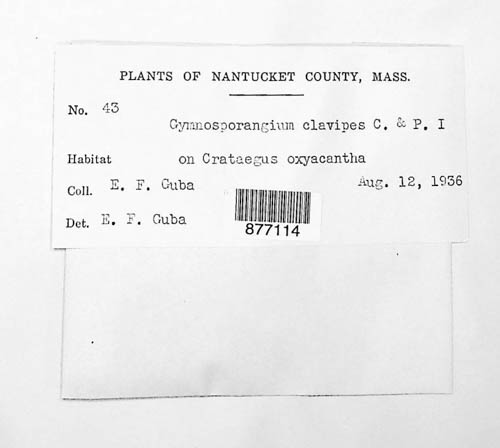 PLANTS OF NANTUCKET COUNTY, MASS.
No. 43
Gymnosporangium clavipes C. & P. I
Habitat on Crataegus oxyacantha
Coll. E. F. Guba Aug. 12, 1936
Det. E. F. Guba
877114